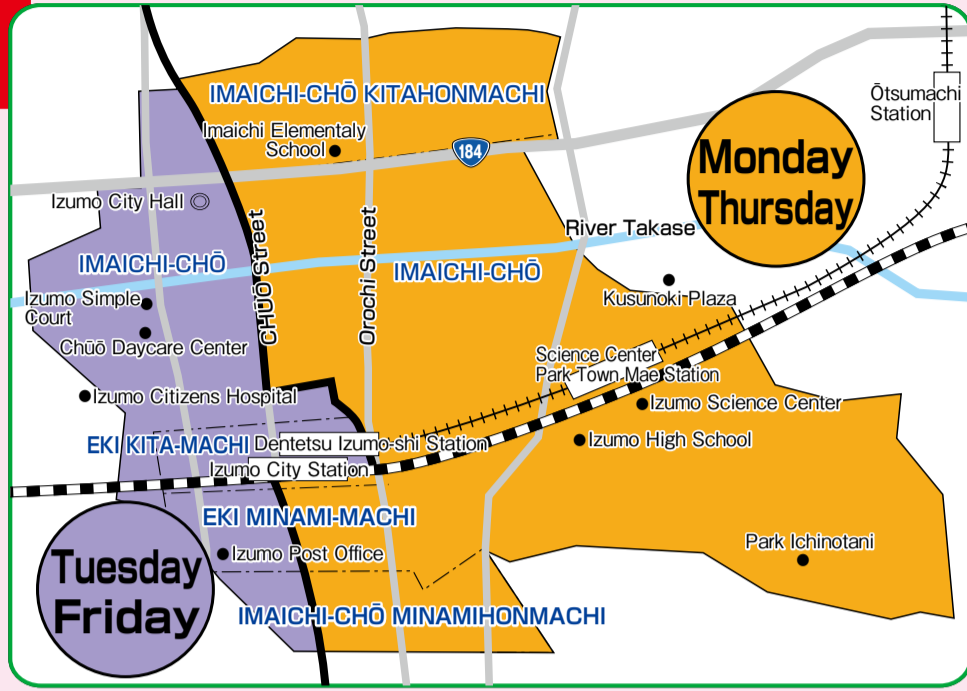 IMAICHI-CHŌ KITAHONMACHI
Ōtsumachi
Station
Imaichi Elementaly
School
184
Monday
Thursday
Izumo City Hall
CHUO Street
Orochi Street
River Takase
IMAICHI-CHŌ
IMAICHI-CHŌ
Izumo Simple
Court
Kusunoki Plaza
Chūō Daycare Center
Science Center
Park Town Mae Station
Izumo Citizens Hospital
Izumo Science Center
EKI KITA-MACHI
Dentetsu Izumo-shi Station
Izumo High School
Izumo City Station
EKI MINAMI-MACHI
Izumo Post Office
Park Ichinotani
Tuesday
Friday
IMAICHI-CHŌ MINAMIHONMACHI